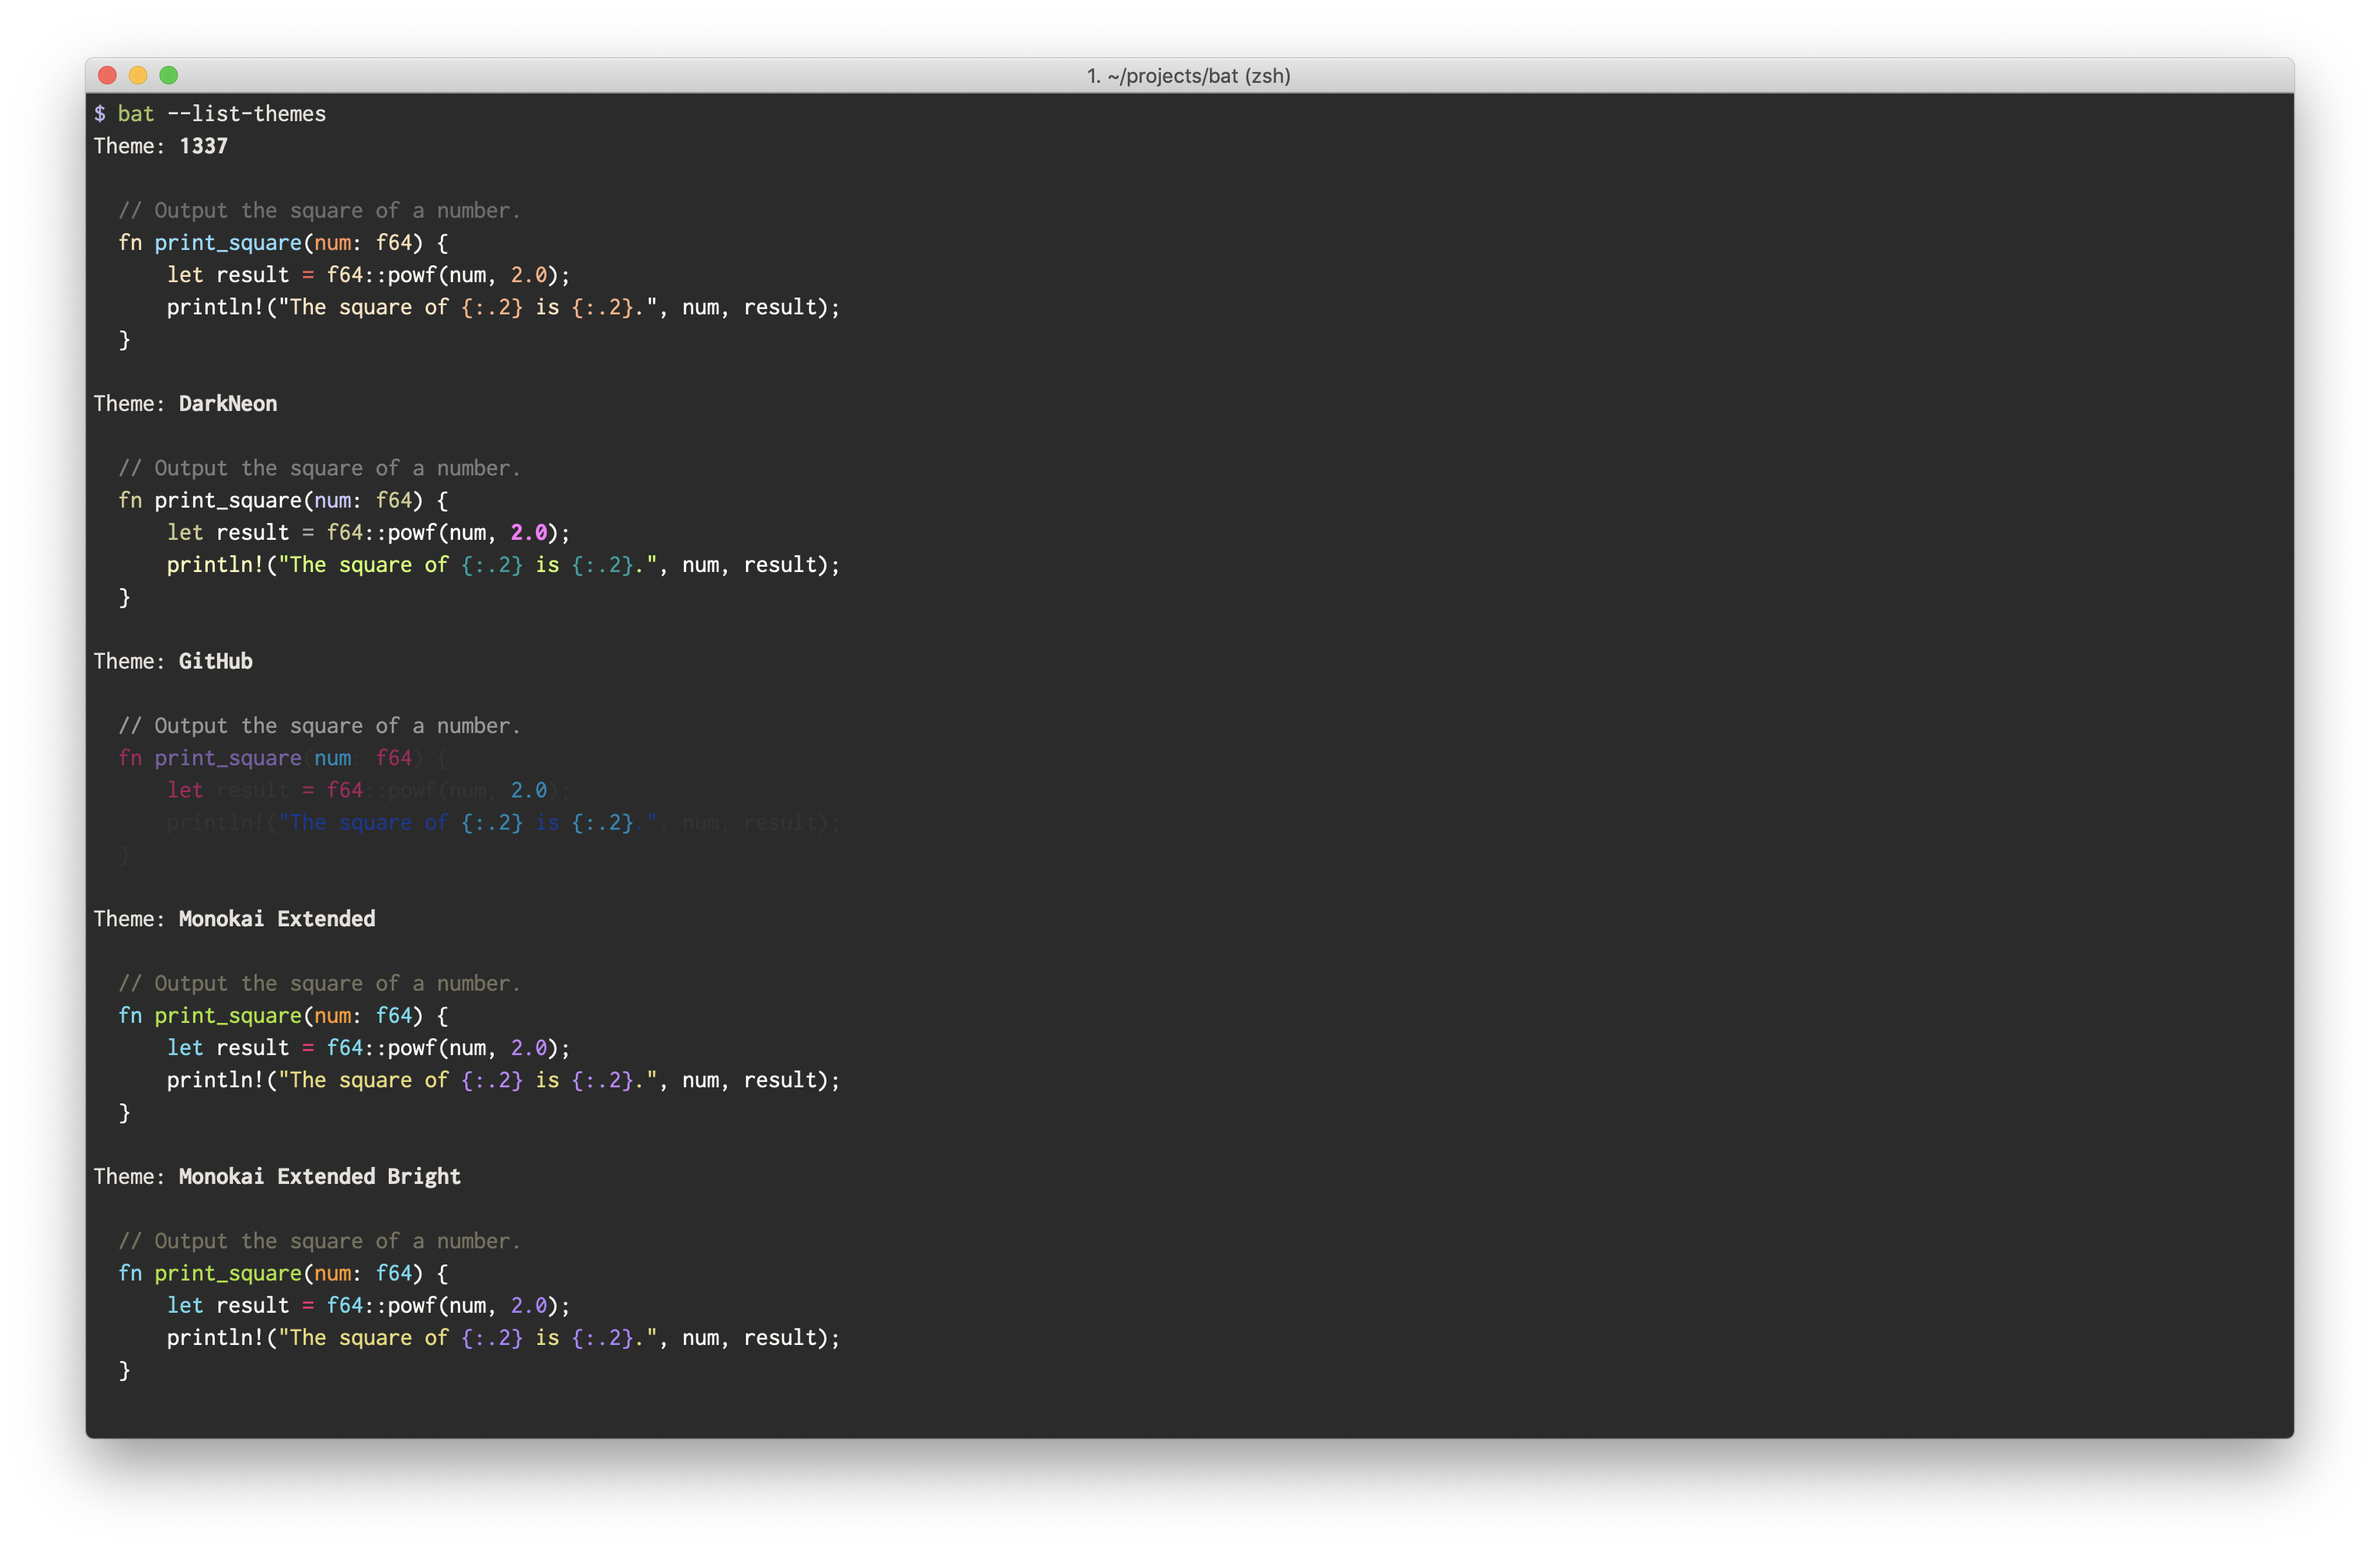 1. ~/projects/bat (zsh)
$ bat --list-themes
Theme: 1337
// Output the square of a number.
fn print_square(num: f64) {
    let result = f64::powf(num, 2.0);
    println!("The square of {:.2} is {:.2}.", num, result);
}
Theme: DarkNeon
// Output the square of a number.
fn print_square(num: f64) {
    let result = f64::powf(num, 2.0);
    println!("The square of {:.2} is {:.2}.", num, result);
}
Theme: GitHub
// Output the square of a number.
fn print_square(num: f64) {
    let result = f64::powf(num, 2.0);
    println!("The square of {:.2} is {:.2}.", num, result);
}
Theme: Monokai Extended
// Output the square of a number.
fn print_square(num: f64) {
    let result = f64::powf(num, 2.0);
    println!("The square of {:.2} is {:.2}.", num, result);
}
Theme: Monokai Extended Bright
// Output the square of a number.
fn print_square(num: f64) {
    let result = f64::powf(num, 2.0);
    println!("The square of {:.2} is {:.2}.", num, result);
}